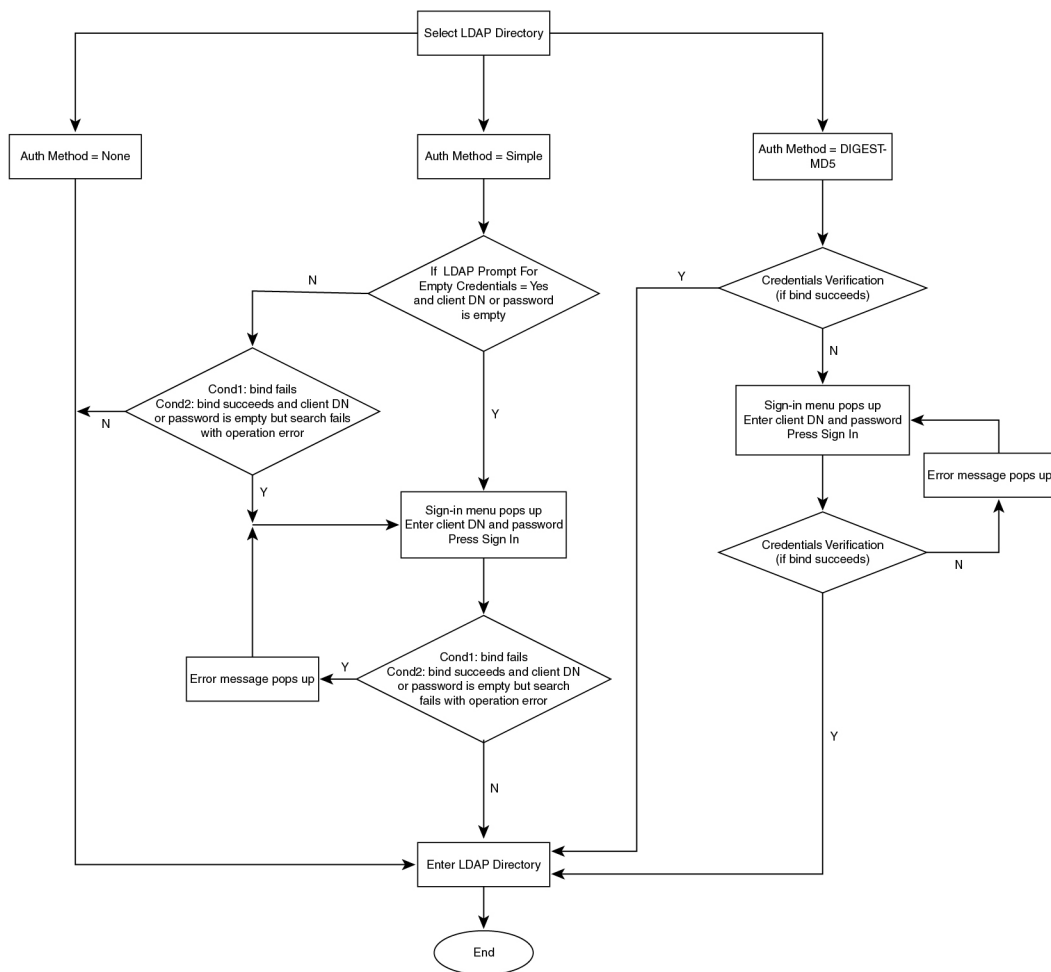 Select LDAP Directory
Auth Method = None
Auth Method = Simple
Auth Method = DIGEST-
MD5
If LDAP Prompt For
Empty Credentials = Yes
and client DN or password
is empty
N
Y
Credentials Verification
(if bind succeeds)
Y
N
Cond1: bind fails
Cond2: bind succeeds and client DN
or password is empty but search fails
with operation error
N
Y
Sign-in menu pops up
Enter client DN and password
Press Sign In
Error message pops up
Sign-in menu pops up
Enter client DN and password
Press Sign In
Credentials Verification
(if bind succeeds)
N
Y
Cond1: bind fails
Cond2: bind succeeds and client DN
or password is empty but search
fails with operation error
Y
Error message pops up
N
Enter LDAP Directory
End